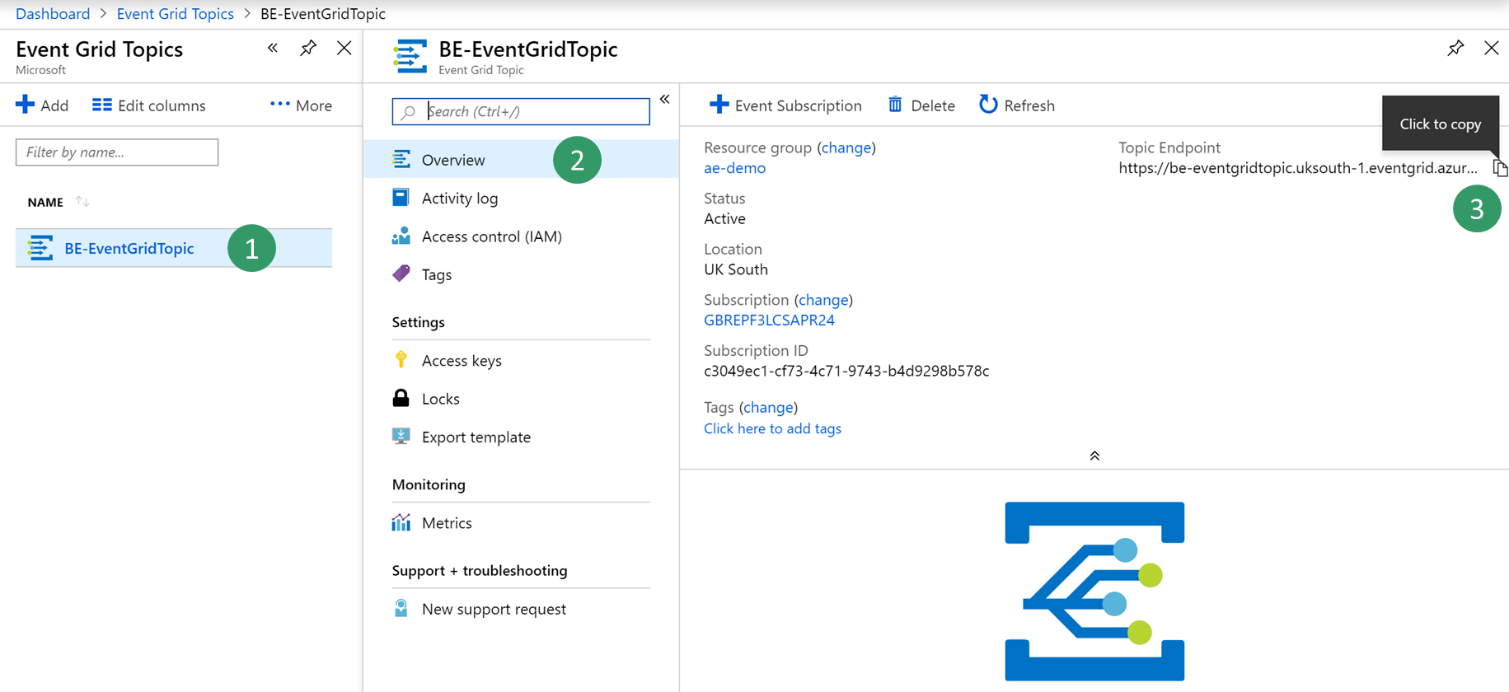 Dashboard > Event Grid Topics > BE-EventGridTopic
Event Grid Topics
Microsoft
Add Edit columns More
Filter by name...
NAME
BE-EventGridTopic
1
BE-EventGridTopic
Event Grid Topic
Search (Ctrl+/)
Overview
2
Activity log
Access control (IAM)
Tags
Settings
Access keys
Locks
Export template
Monitoring
Metrics
Support + troubleshooting
New support request
Event Subscription Delete Refresh
Resource group (change)
ae-demo
Status
Active
Location
UK South
Subscription (change)
GBREPF3LCSAPR24
Subscription ID
c3049ec1-cf73-4c71-9743-b4d9298b578c
Tags (change)
Click here to add tags
Click to copy
Topic Endpoint
https://be-eventgridtopic.uksouth-1.eventgrid.azur...
3